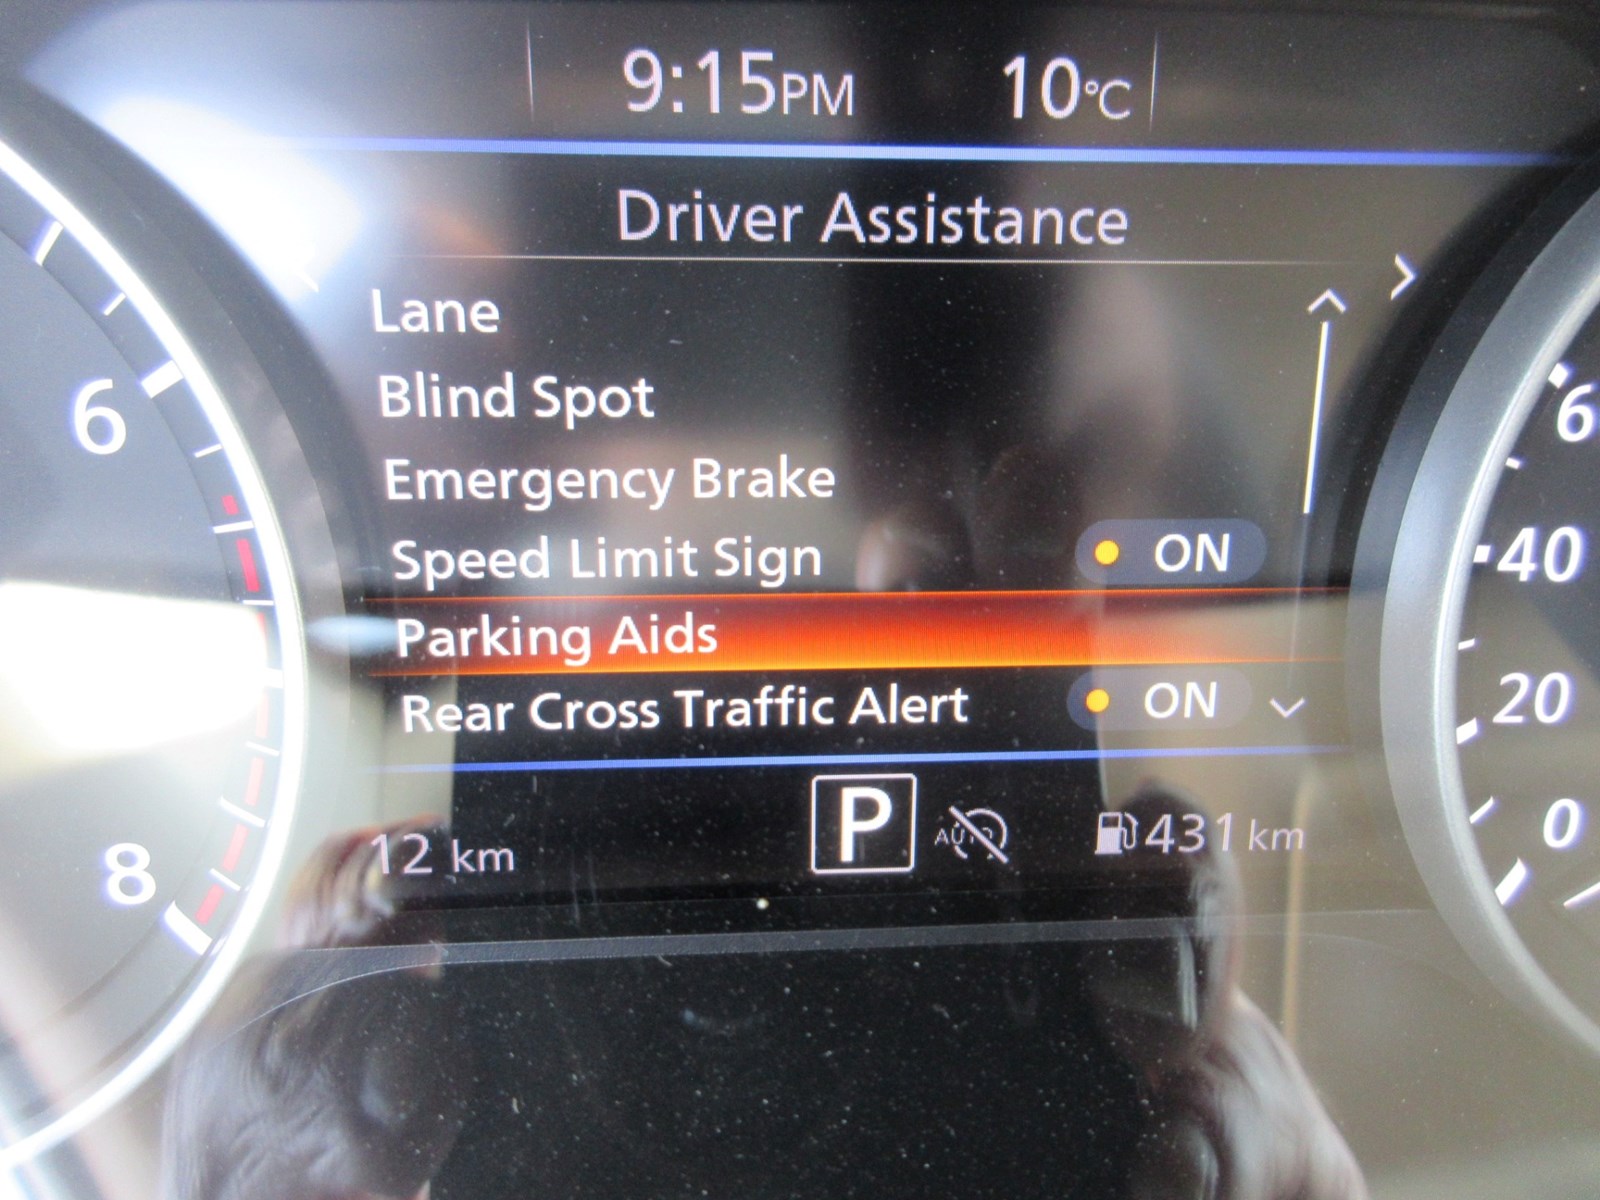 9:15PM 10°C
Driver Assistance
Lane
Blind Spot
Emergency Brake
Speed Limit Sign ON
Parking Aids
Rear Cross Traffic Alert ON
12 km P AUTO 431 km
6
8
6
40
20
0